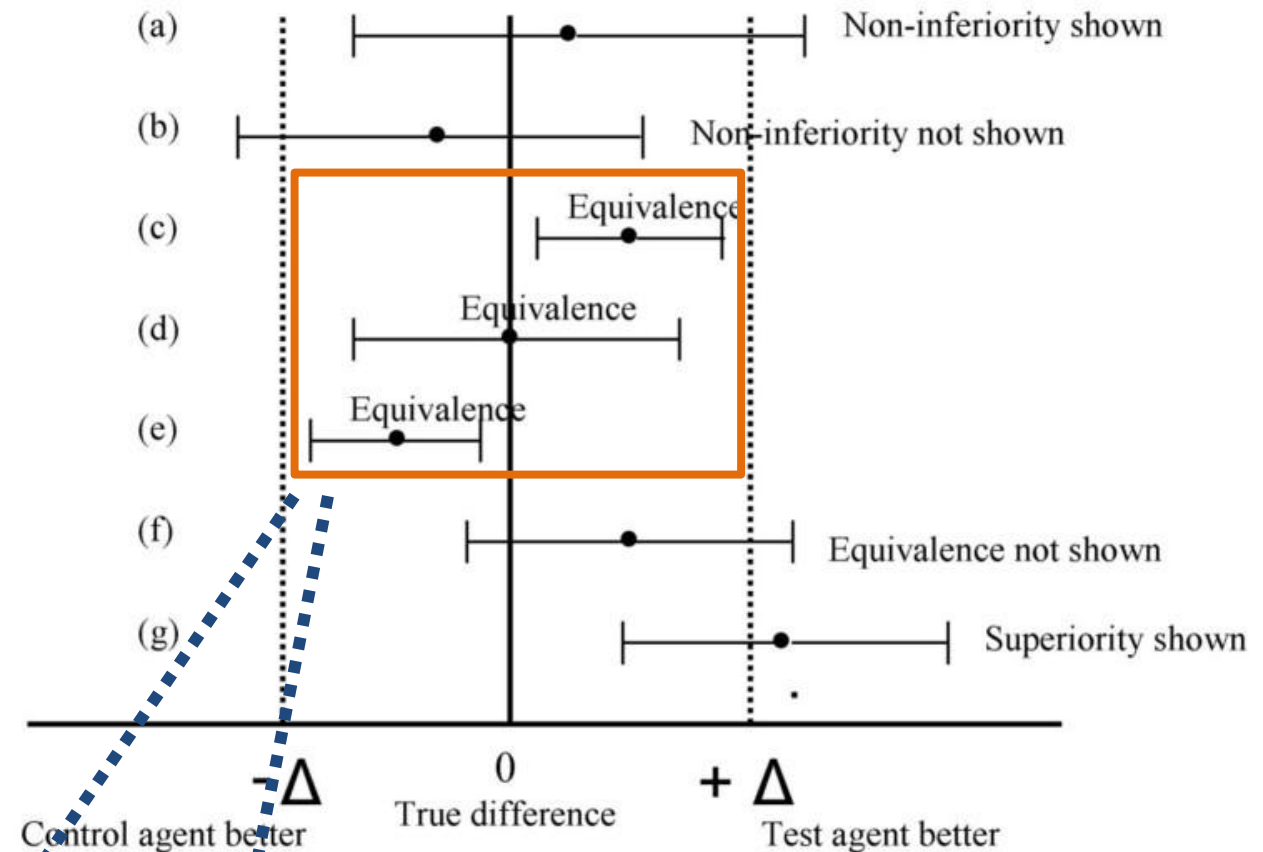 (a) Non-inferiority shown
(b) Non-inferiority not shown
(c) Equivalence
(d) Equivalence
(e) Equivalence
(f) Equivalence not shown
(g) Superiority shown
- Δ 0 + Δ
Control agent better True difference Test agent better